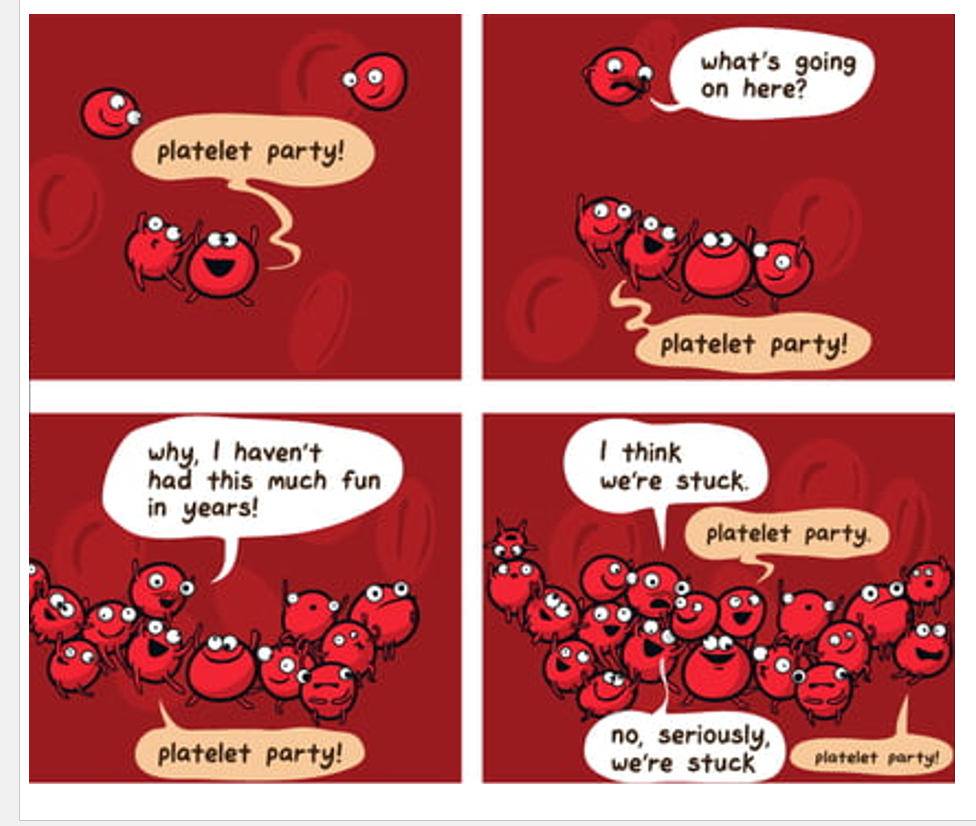 platelet party!
what's going
on here?
platelet party!
why, I haven't
had this much fun
in years!
platelet party!
I think
we're stuck.
platelet party.
no, seriously,
we're stuck
platelet party!